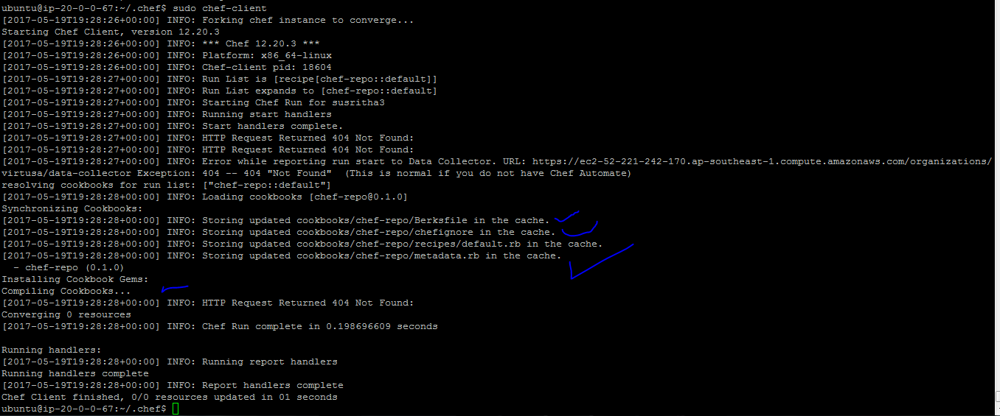 ubuntu@ip-20-0-0-67:~/.chef$ sudo chef-client
[2017-05-19T19:28:26+00:00] INFO: Forking chef instance to converge...
Starting Chef Client, version 12.20.3
[2017-05-19T19:28:26+00:00] INFO: *** Chef 12.20.3 ***
[2017-05-19T19:28:26+00:00] INFO: Platform: x86_64-linux
[2017-05-19T19:28:26+00:00] INFO: Chef-client pid: 18604
[2017-05-19T19:28:27+00:00] INFO: Run List is [recipe[chef-repo::default]]
[2017-05-19T19:28:27+00:00] INFO: Run List expands to [chef-repo::default]
[2017-05-19T19:28:27+00:00] INFO: Starting Chef Run for susritha3
[2017-05-19T19:28:27+00:00] INFO: Running start handlers
[2017-05-19T19:28:27+00:00] INFO: Start handlers complete.
[2017-05-19T19:28:27+00:00] INFO: HTTP Request Returned 404 Not Found:
[2017-05-19T19:28:27+00:00] INFO: HTTP Request Returned 404 Not Found:
[2017-05-19T19:28:27+00:00] INFO: Error while reporting run start to Data Collector. URL: https://ec2-52-221-242-170.ap-southeast-1.compute.amazonaws.com/organizations/
virtusa/data-collector Exception: 404 -- 404 "Not Found"  (This is normal if you do not have Chef Automate)
resolving cookbooks for run list: ["chef-repo::default"]
[2017-05-19T19:28:28+00:00] INFO: Loading cookbooks [chef-repo@0.1.0]
Synchronizing Cookbooks:
[2017-05-19T19:28:28+00:00] INFO: Storing updated cookbooks/chef-repo/Berksfile in the cache.
[2017-05-19T19:28:28+00:00] INFO: Storing updated cookbooks/chef-repo/chefignore in the cache.
[2017-05-19T19:28:28+00:00] INFO: Storing updated cookbooks/chef-repo/recipes/default.rb in the cache.
[2017-05-19T19:28:28+00:00] INFO: Storing updated cookbooks/chef-repo/metadata.rb in the cache.
  - chef-repo (0.1.0)
Installing Cookbook Gems:
Compiling Cookbooks...
[2017-05-19T19:28:28+00:00] INFO: HTTP Request Returned 404 Not Found:
Converging 0 resources
[2017-05-19T19:28:28+00:00] INFO: Chef Run complete in 0.198696609 seconds
Running handlers:
[2017-05-19T19:28:28+00:00] INFO: Running report handlers
Running handlers complete
[2017-05-19T19:28:28+00:00] INFO: Report handlers complete
Chef Client finished, 0/0 resources updated in 01 seconds
ubuntu@ip-20-0-0-67:~/.chef$